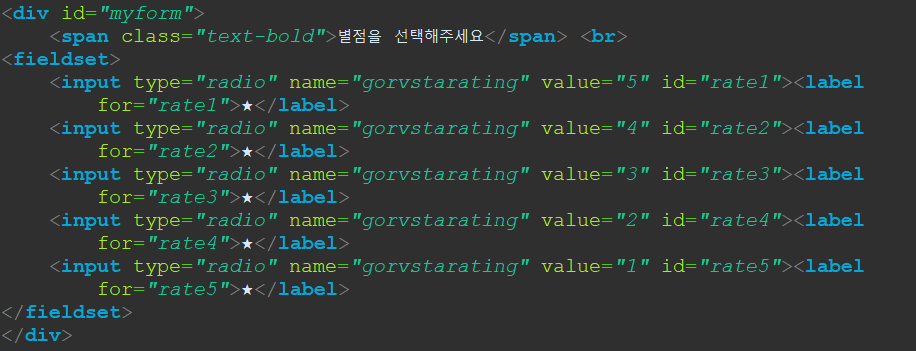 <div id="myform">
<span class="text-bold">별점을 선택해주세요</span> <br>
<fieldset>
<input type="radio" name="gorvstarating" value="5" id="rate1"><label
for="rate1">★</label>
<input type="radio" name="gorvstarating" value="4" id="rate2"><label
for="rate2">★</label>
<input type="radio" name="gorvstarating" value="3" id="rate3"><label
for="rate3">★</label>
<input type="radio" name="gorvstarating" value="2" id="rate4"><label
for="rate4">★</label>
<input type="radio" name="gorvstarating" value="1" id="rate5"><label
for="rate5">★</label>
</fieldset>
</div>